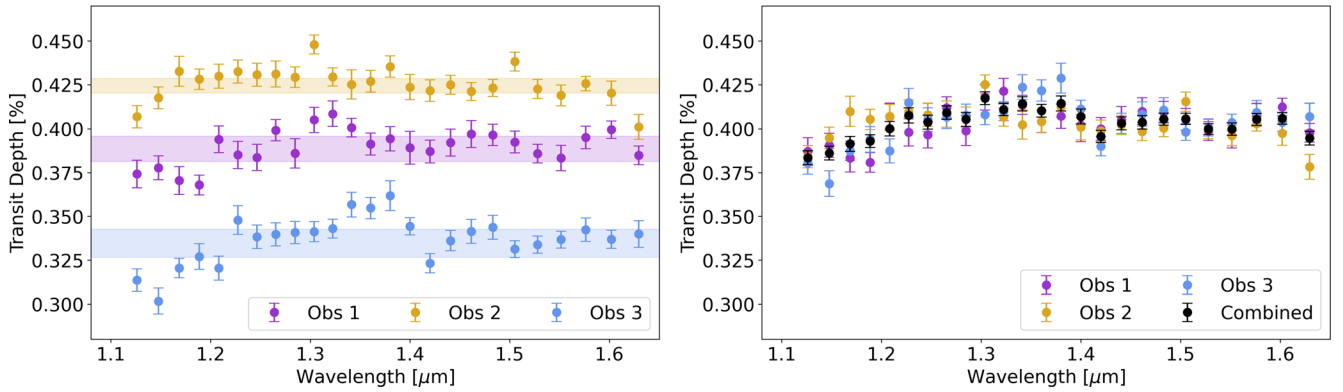 0.450
0.425
0.400
0.375
0.350
0.325
0.300
Transit Depth [%]
1.1 1.2 1.3 1.4 1.5 1.6
Wavelength [μm]
Obs 1 Obs 2 Obs 3
0.450
0.425
0.400
0.375
0.350
0.325
0.300
Transit Depth [%]
1.1 1.2 1.3 1.4 1.5 1.6
Wavelength [μm]
Obs 1 Obs 3
Obs 2 Combined